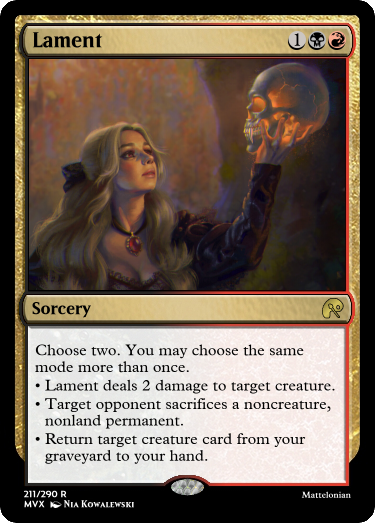 Lament 1
Sorcery
Choose two. You may choose the same
mode more than once.
• Lament deals 2 damage to target creature.
• Target opponent sacrifices a noncreature,
nonland permanent.
• Return target creature card from your
graveyard to your hand.
211/290 R
MVX Nia Kowalewski
Mattelonian